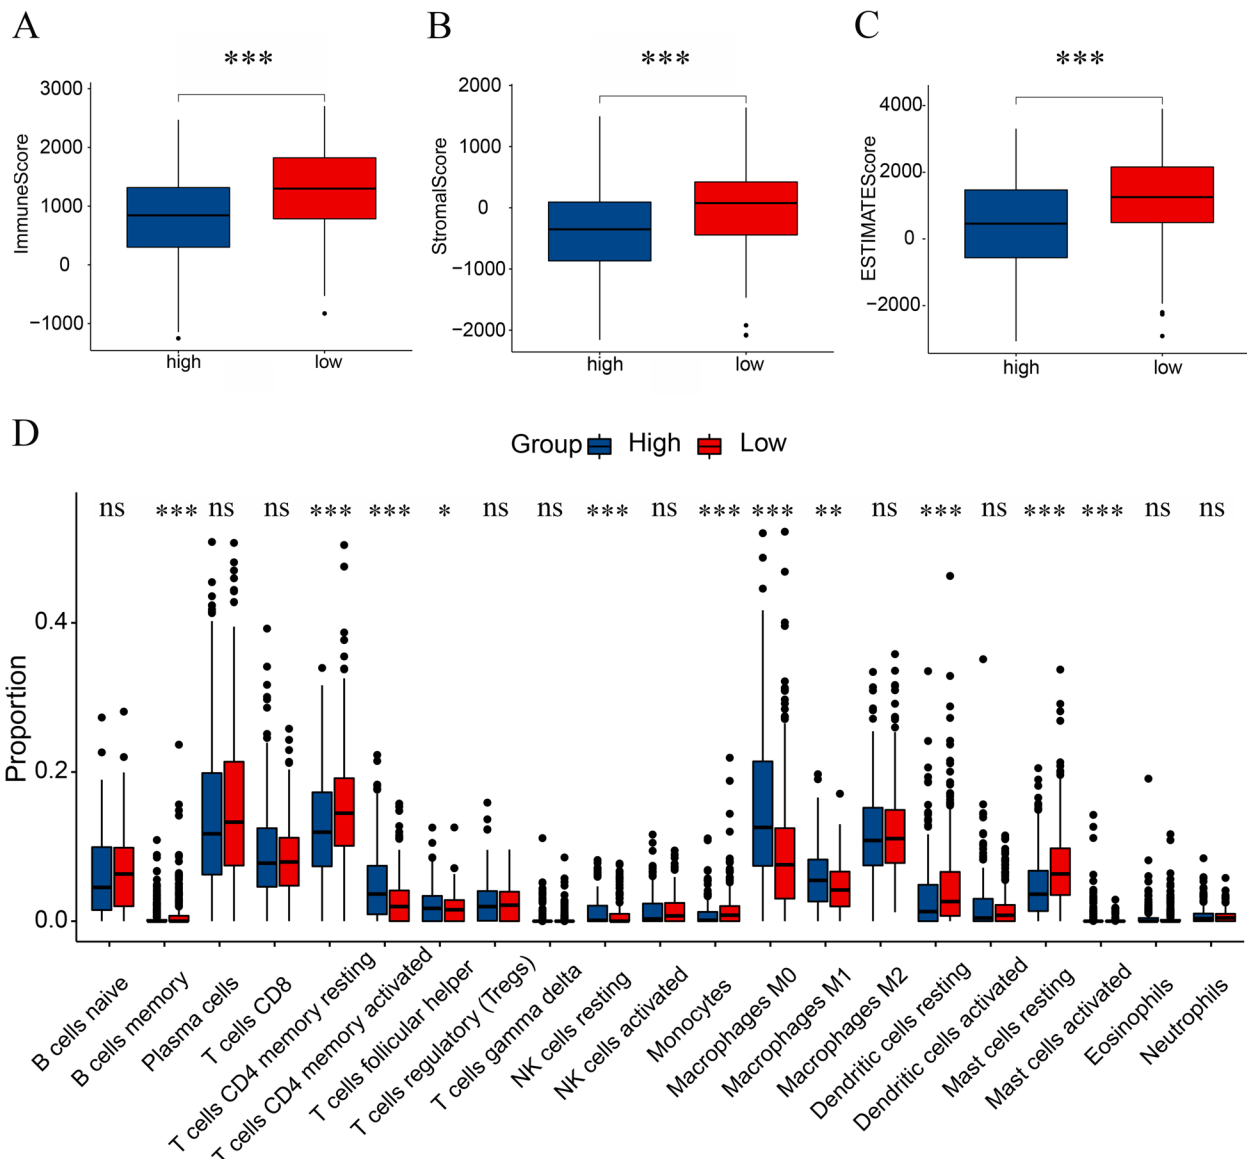 A
B
C
***
***
***
ImmuneScore
3000
2000
1000
0
−1000
high
low
StromalScore
2000
1000
0
−1000
−2000
high
low
ESTIMATEScore
4000
2000
0
−2000
high
low
D
Group High Low
ns *** ns ns *** *** * ns ns *** ns *** *** ** ns *** ns *** *** ns ns
Proportion
0.4
0.2
0.0
B cells naive
B cells memory
Plasma cells
T cells CD8
T cells CD4 memory resting
T cells CD4 memory activated
T cells follicular helper
T cells regulatory (Tregs)
T cells gamma delta
NK cells resting
NK cells activated
Monocytes
Macrophages M0
Macrophages M1
Macrophages M2
Dendritic cells resting
Dendritic cells activated
Mast cells resting
Mast cells activated
Eosinophils
Neutrophils